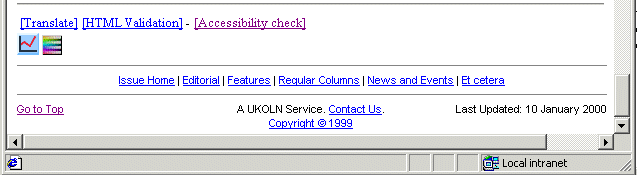 [Translate] [HTML Validation] - [Accessibility check]
Issue Home | Editorial | Features | Regular Columns | News and Events | Et cetera
Go to Top A UKOLN Service. Contact Us. Last Updated: 10 January 2000
Copyright © 1999
Local intranet